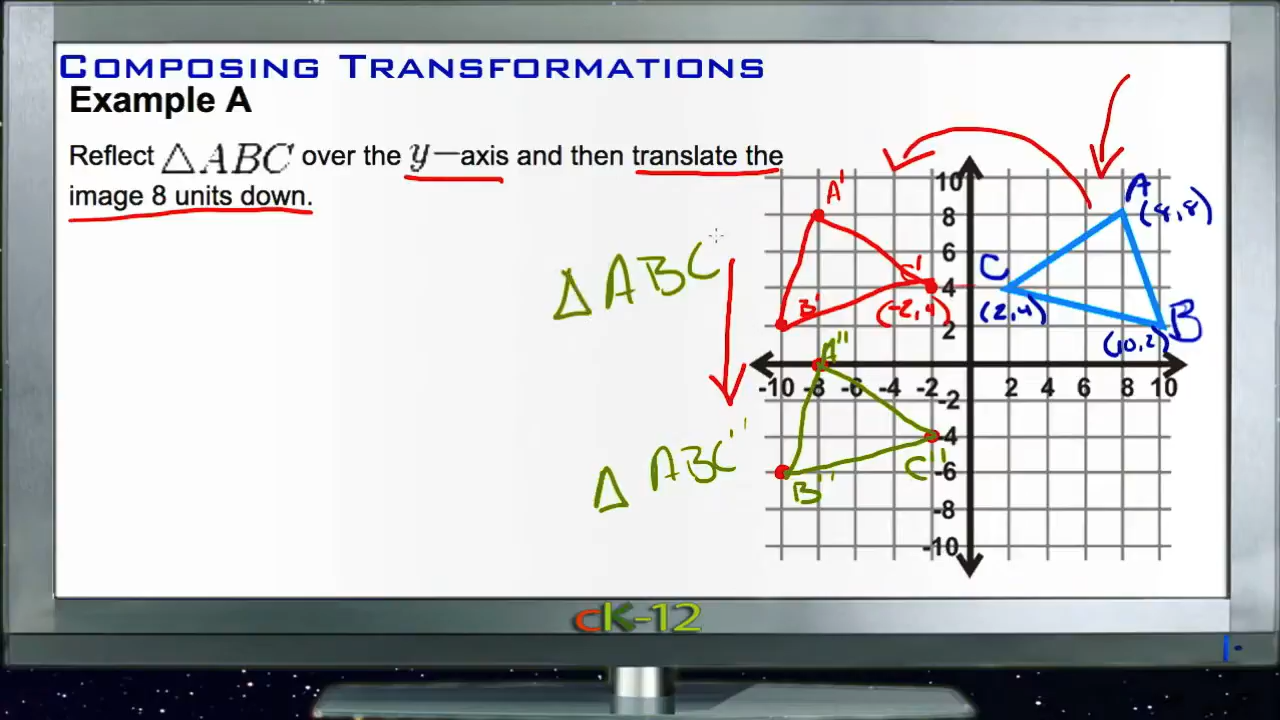 COMPOSING TRANSFORMATIONS
Example A
Reflect △ABC over the y–axis and then translate the
image 8 units down.
A'
A
(8,8)
10
8
6
4
2
C'
B'
(-2,4)
C
(2,4)
B
(10,2)
△ABC
A''
-10 -8 -6 -4 -2 2 4 6 8 10
-2
-4
-6
-8
-10
△ABC''
B''
C''
CK-12